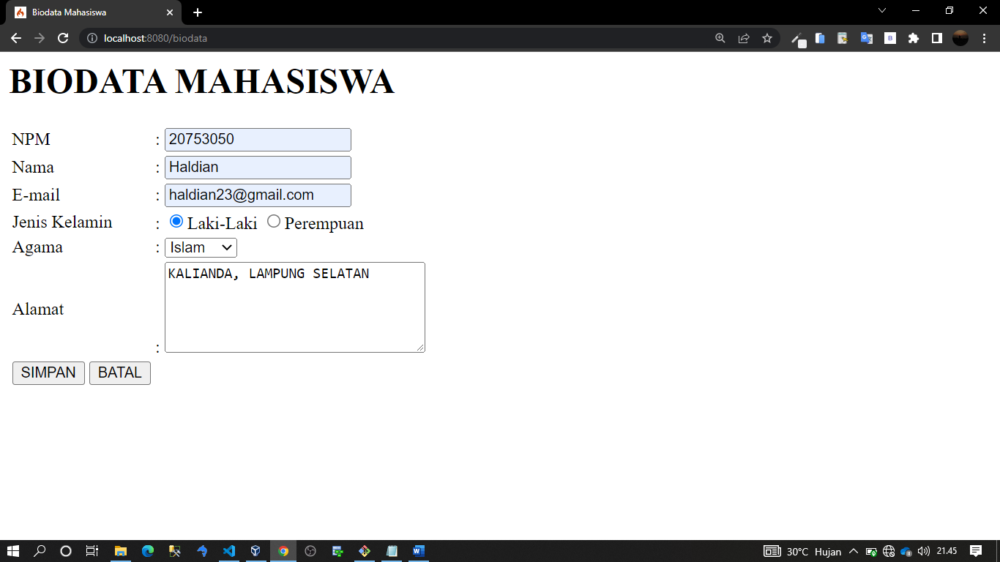 Biodata Mahasiswa
localhost:8080/biodata
BIODATA MAHASISWA
NPM : 20753050
Nama : Haldian
E-mail : haldian23@gmail.com
Jenis Kelamin : Laki-Laki Perempuan
Agama : Islam
Alamat : KALIANDA, LAMPUNG SELATAN
SIMPAN BATAL
30°C Hujan 21.45